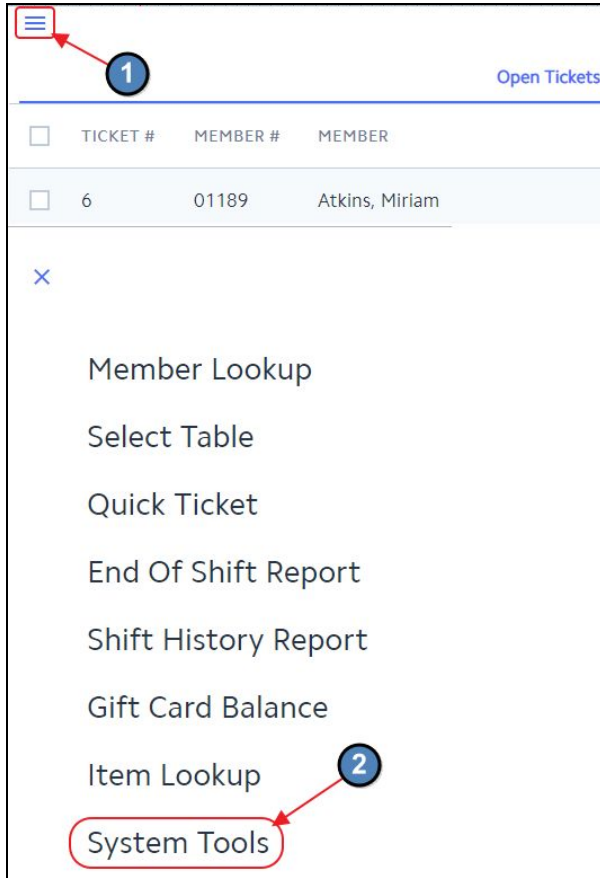 1
Open Tickets
TICKET # MEMBER # MEMBER
6 01189 Atkins, Miriam
Member Lookup
Select Table
Quick Ticket
End Of Shift Report
Shift History Report
Gift Card Balance
Item Lookup
2
System Tools